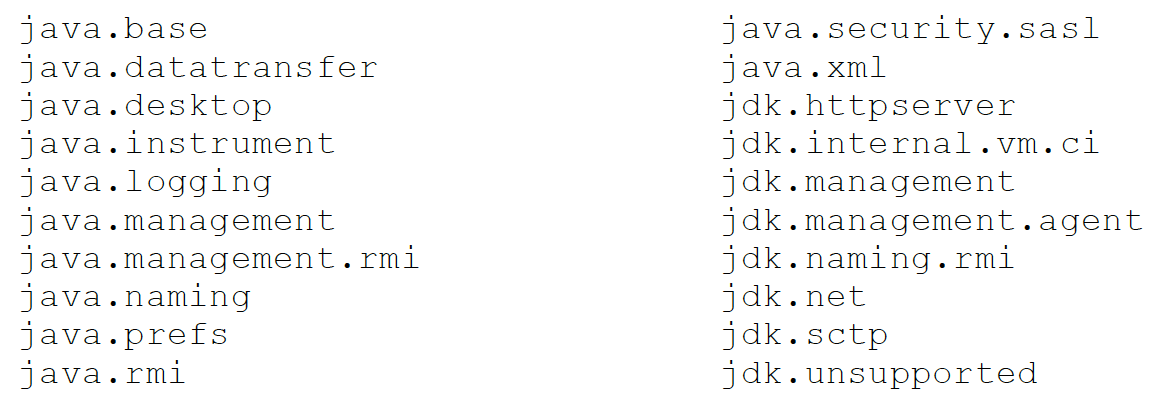 java.base
java.datatransfer
java.desktop
java.instrument
java.logging
java.management
java.management.rmi
java.naming
java.prefs
java.rmi
java.security.sasl
java.xml
jdk.httpserver
jdk.internal.vm.ci
jdk.management
jdk.management.agent
jdk.naming.rmi
jdk.net
jdk.sctp
jdk.unsupported